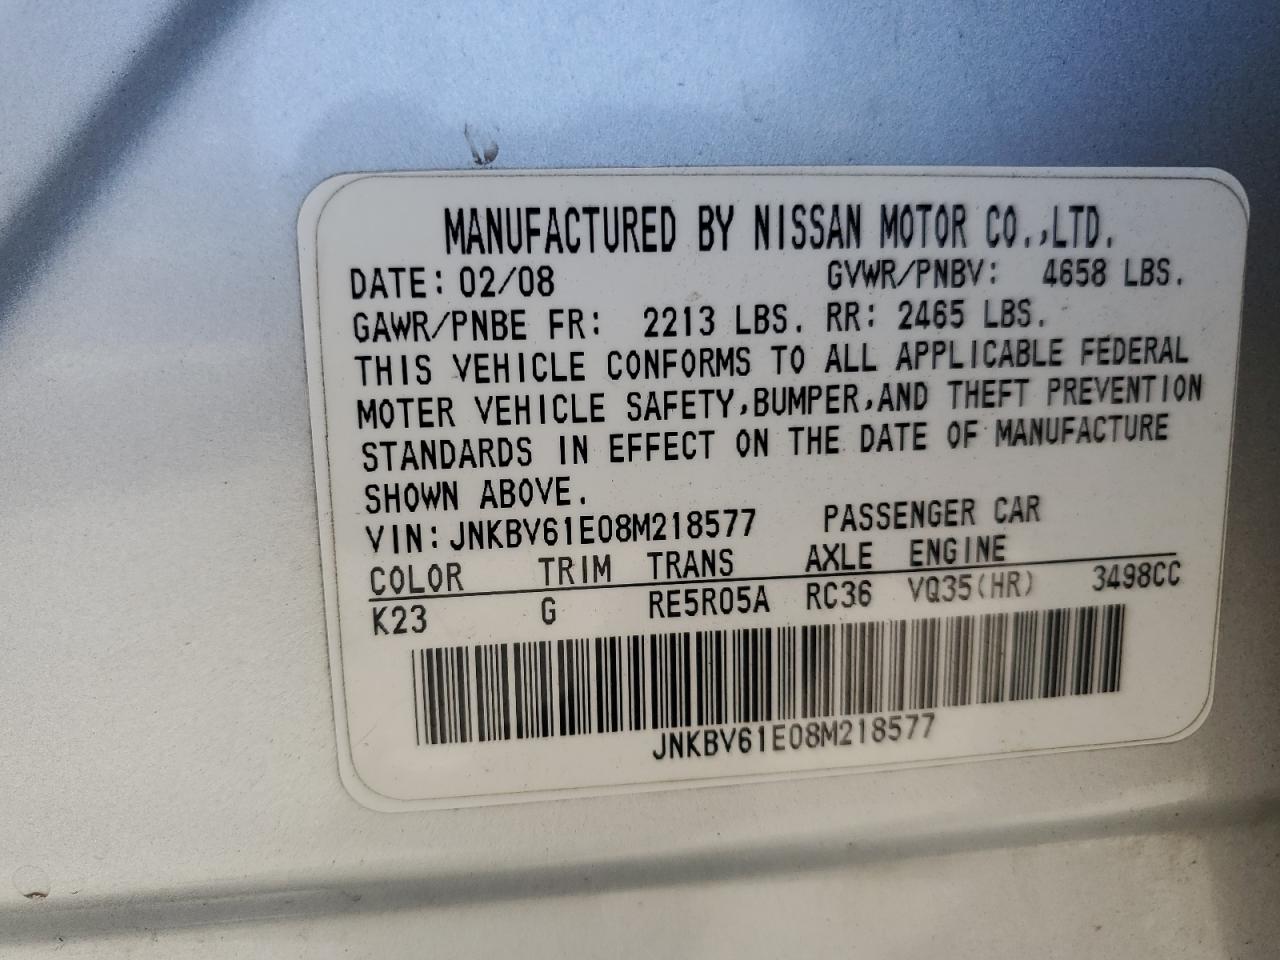 MANUFACTURED BY NISSAN MOTOR CO.,LTD.
DATE: 02/08 GVWR/PNBV: 4658 LBS.
GAWR/PNBE FR: 2213 LBS. RR: 2465 LBS.
THIS VEHICLE CONFORMS TO ALL APPLICABLE FEDERAL
MOTER VEHICLE SAFETY,BUMPER,AND THEFT PREVENTION
STANDARDS IN EFFECT ON THE DATE OF MANUFACTURE
SHOWN ABOVE.
VIN: JNKBV61E08M218577 PASSENGER CAR
COLOR TRIM TRANS AXLE ENGINE
K23 G RE5R05A RC36 VQ35(HR) 3498CC
JNKBV61E08M218577